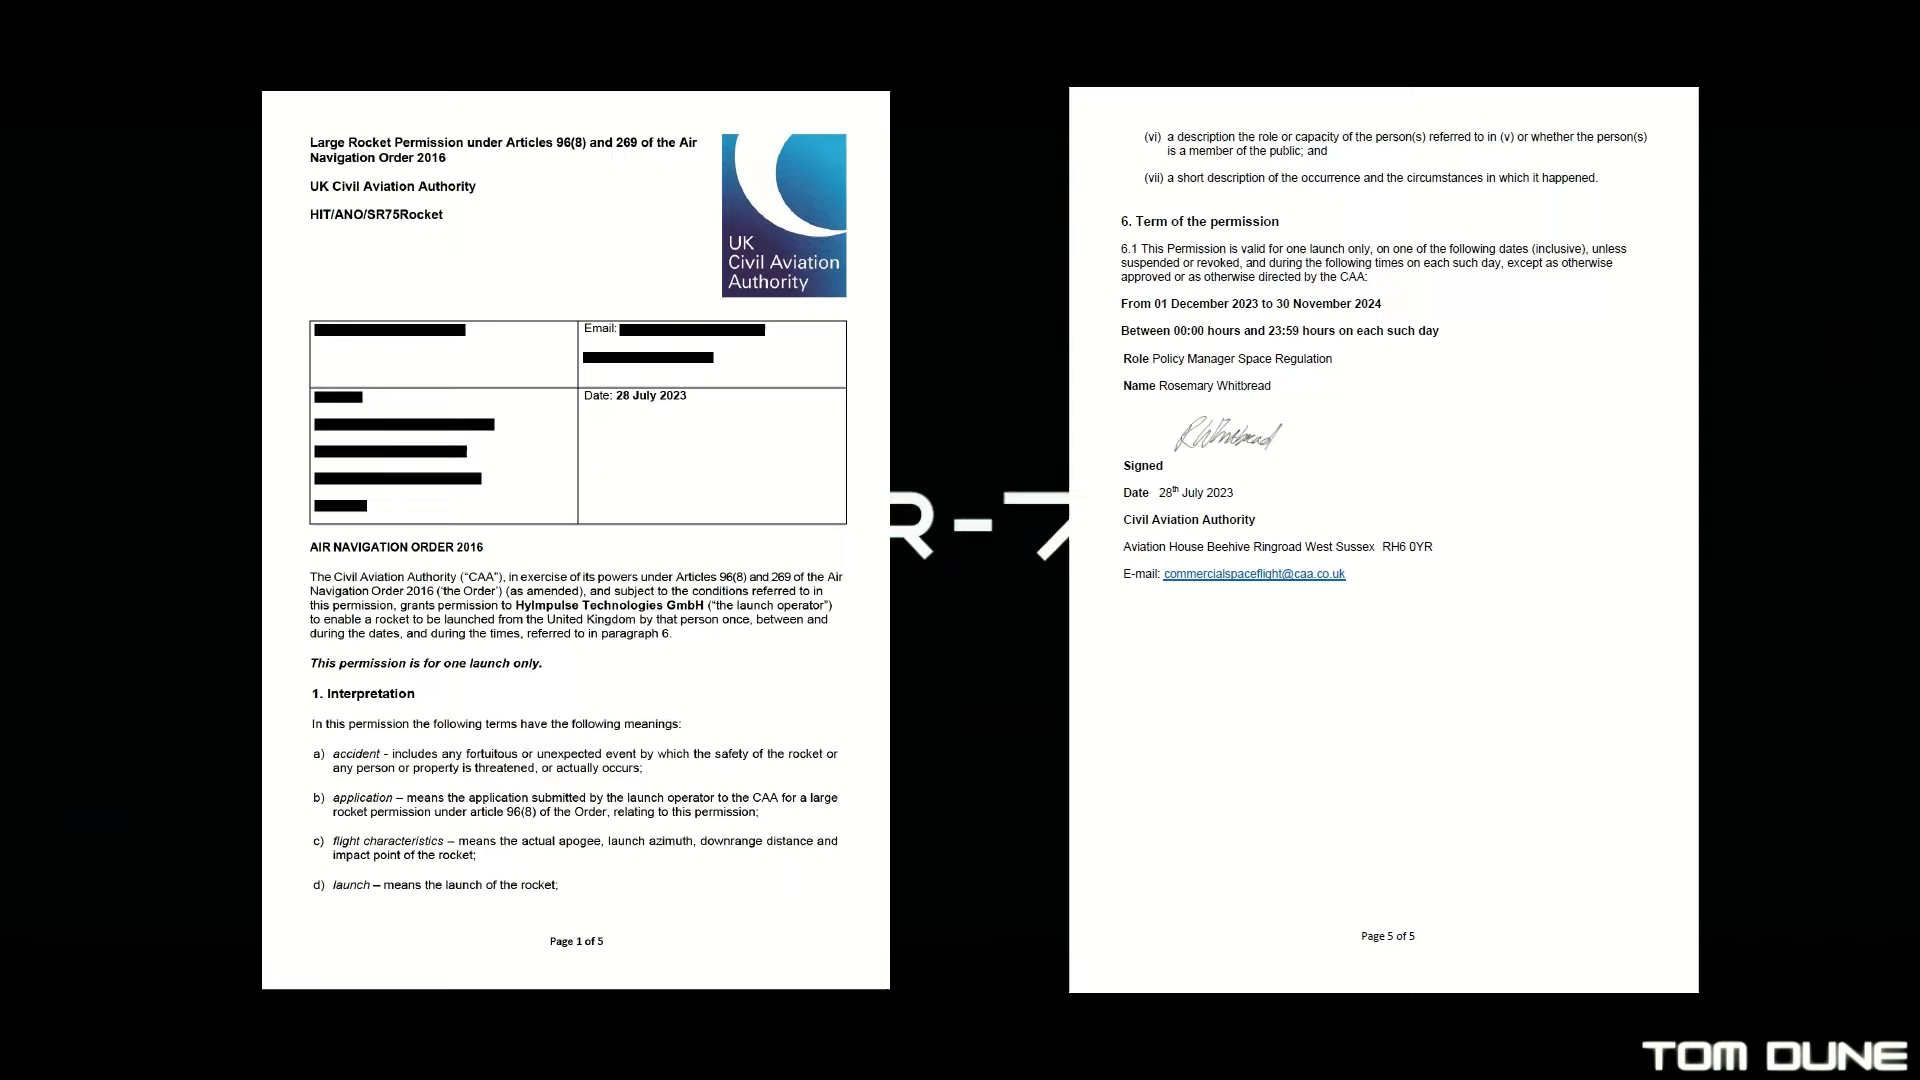 Large Rocket Permission under Articles 96(8) and 269 of the Air
Navigation Order 2016
UK Civil Aviation Authority
HIT/ANO/SR75Rocket
UK
Civil Aviation
Authority
Email:
Date: 28 July 2023
AIR NAVIGATION ORDER 2016
The Civil Aviation Authority (“CAA”), in exercise of its powers under Articles 96(8) and 269 of the Air
Navigation Order 2016 (‘the Order’) (as amended), and subject to the conditions referred to in
this permission, grants permission to HyImpulse Technologies GmbH (“the launch operator”)
to enable a rocket to be launched from the United Kingdom by that person once, between and
during the dates, and during the times, referred to in paragraph 6.
This permission is for one launch only.
1. Interpretation
In this permission the following terms have the following meanings:
a) accident - includes any fortuitous or unexpected event by which the safety of the rocket or
any person or property is threatened, or actually occurs;
b) application – means the application submitted by the launch operator to the CAA for a large
rocket permission under article 96(8) of the Order, relating to this permission;
c) flight characteristics – means the actual apogee, launch azimuth, downrange distance and
impact point of the rocket;
d) launch – means the launch of the rocket;
Page 1 of 5
R-7
(vi) a description the role or capacity of the person(s) referred to in (v) or whether the person(s)
is a member of the public; and
(vii) a short description of the occurrence and the circumstances in which it happened.
6. Term of the permission
6.1 This Permission is valid for one launch only, on one of the following dates (inclusive), unless
suspended or revoked, and during the following times on each such day, except as otherwise
approved or as otherwise directed by the CAA:
From 01 December 2023 to 30 November 2024
Between 00:00 hours and 23:59 hours on each such day
Role Policy Manager Space Regulation
Name Rosemary Whitbread
RWhitbread
Signed
Date 28th July 2023
Civil Aviation Authority
Aviation House Beehive Ringroad West Sussex RH6 0YR
E-mail: commercialspaceflight@caa.co.uk
Page 5 of 5
TOM DUNE